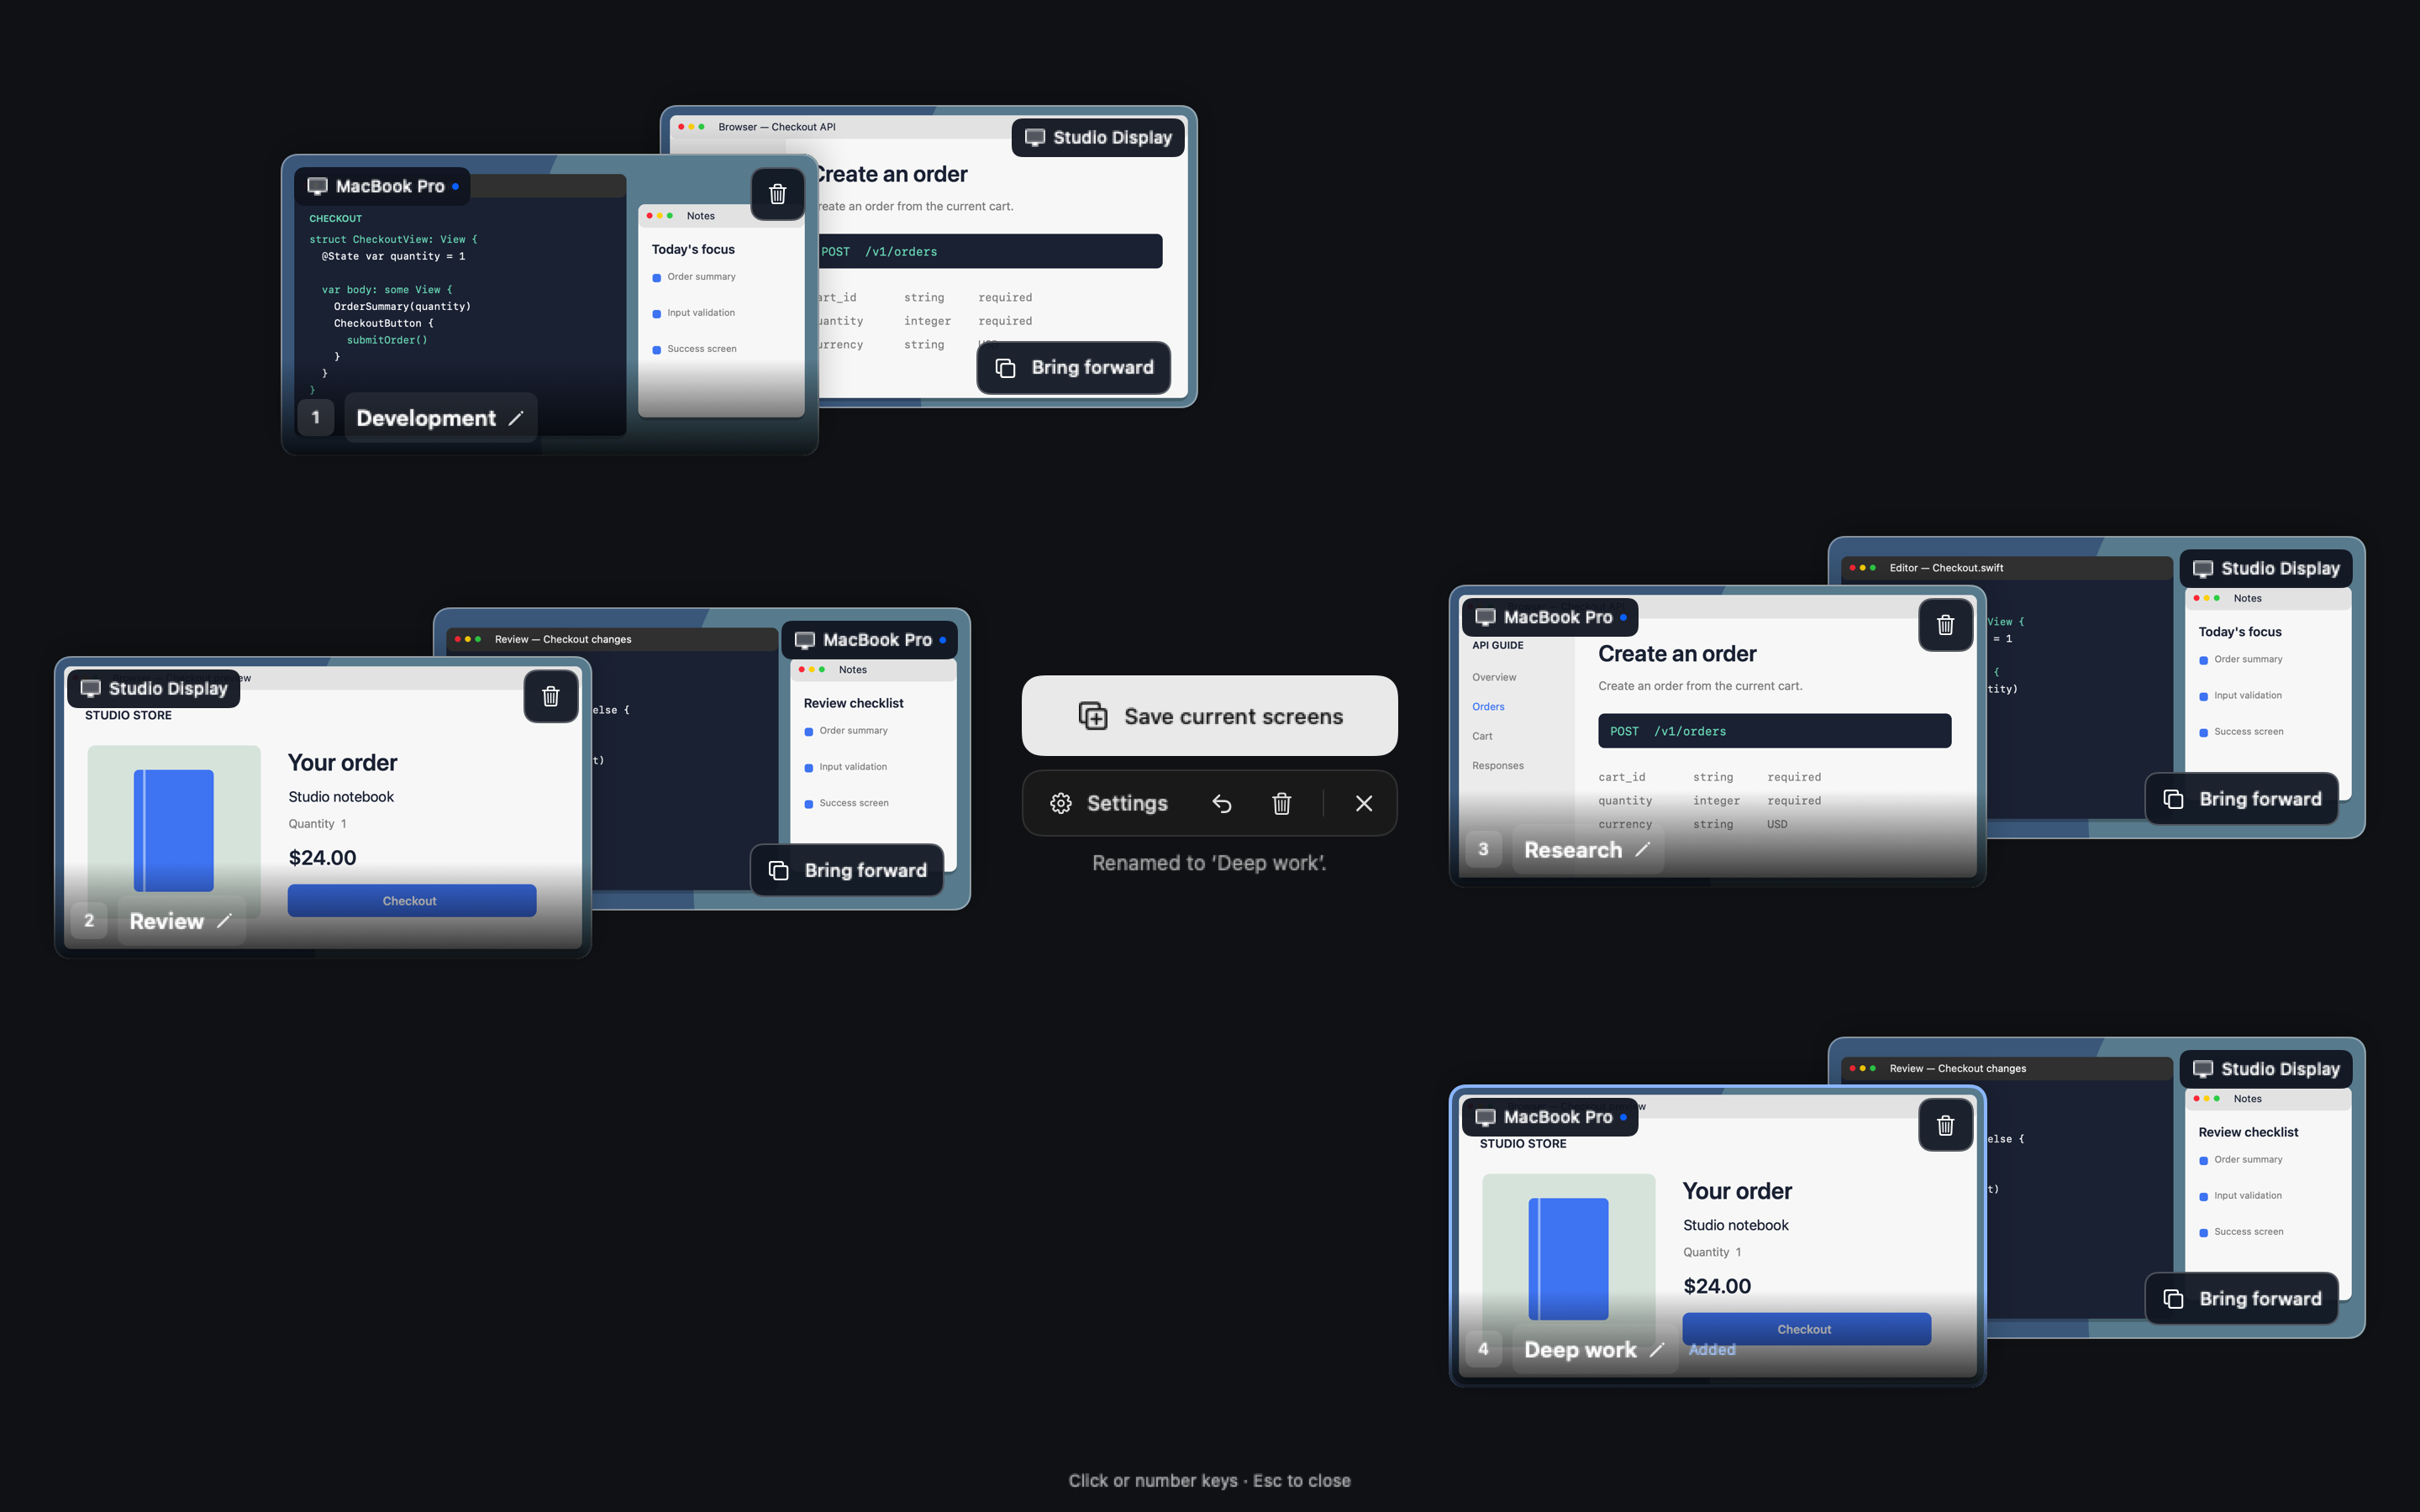 Browser — Checkout API
Studio Display
Create an order
create an order from the current cart.
POST /v1/orders
string required
integer required
string
Bring forward
MacBook Pro
CHECKOUT
struct CheckoutView: View {
@State var quantity = 1
var body: some View {
OrderSummary(quantity)
CheckoutButton {
submitOrder()
}
}
}
Notes
Today's focus
Order summary
Input validation
Success screen
1 Development
Review — Checkout changes
MacBook Pro
else {
t)
Notes
Review checklist
Order summary
Input validation
Success screen
Bring forward
Studio Display
STUDIO STORE
Your order
Studio notebook
Quantity 1
$24.00
Checkout
2 Review
Save current screens
Settings
Renamed to ‘Deep work’.
Editor — Checkout.swift
Studio Display
View {
= 1
{
tity)
Notes
Today's focus
Order summary
Input validation
Success screen
Bring forward
MacBook Pro
API GUIDE
Overview
Orders
Cart
Responses
Create an order
Create an order from the current cart.
POST /v1/orders
cart_id string required
quantity integer required
currency string USD
3 Research
Review — Checkout changes
Studio Display
else {
t)
Notes
Review checklist
Order summary
Input validation
Success screen
Bring forward
MacBook Pro
STUDIO STORE
Your order
Studio notebook
Quantity 1
$24.00
Checkout
4 Deep work Added
Click or number keys · Esc to close